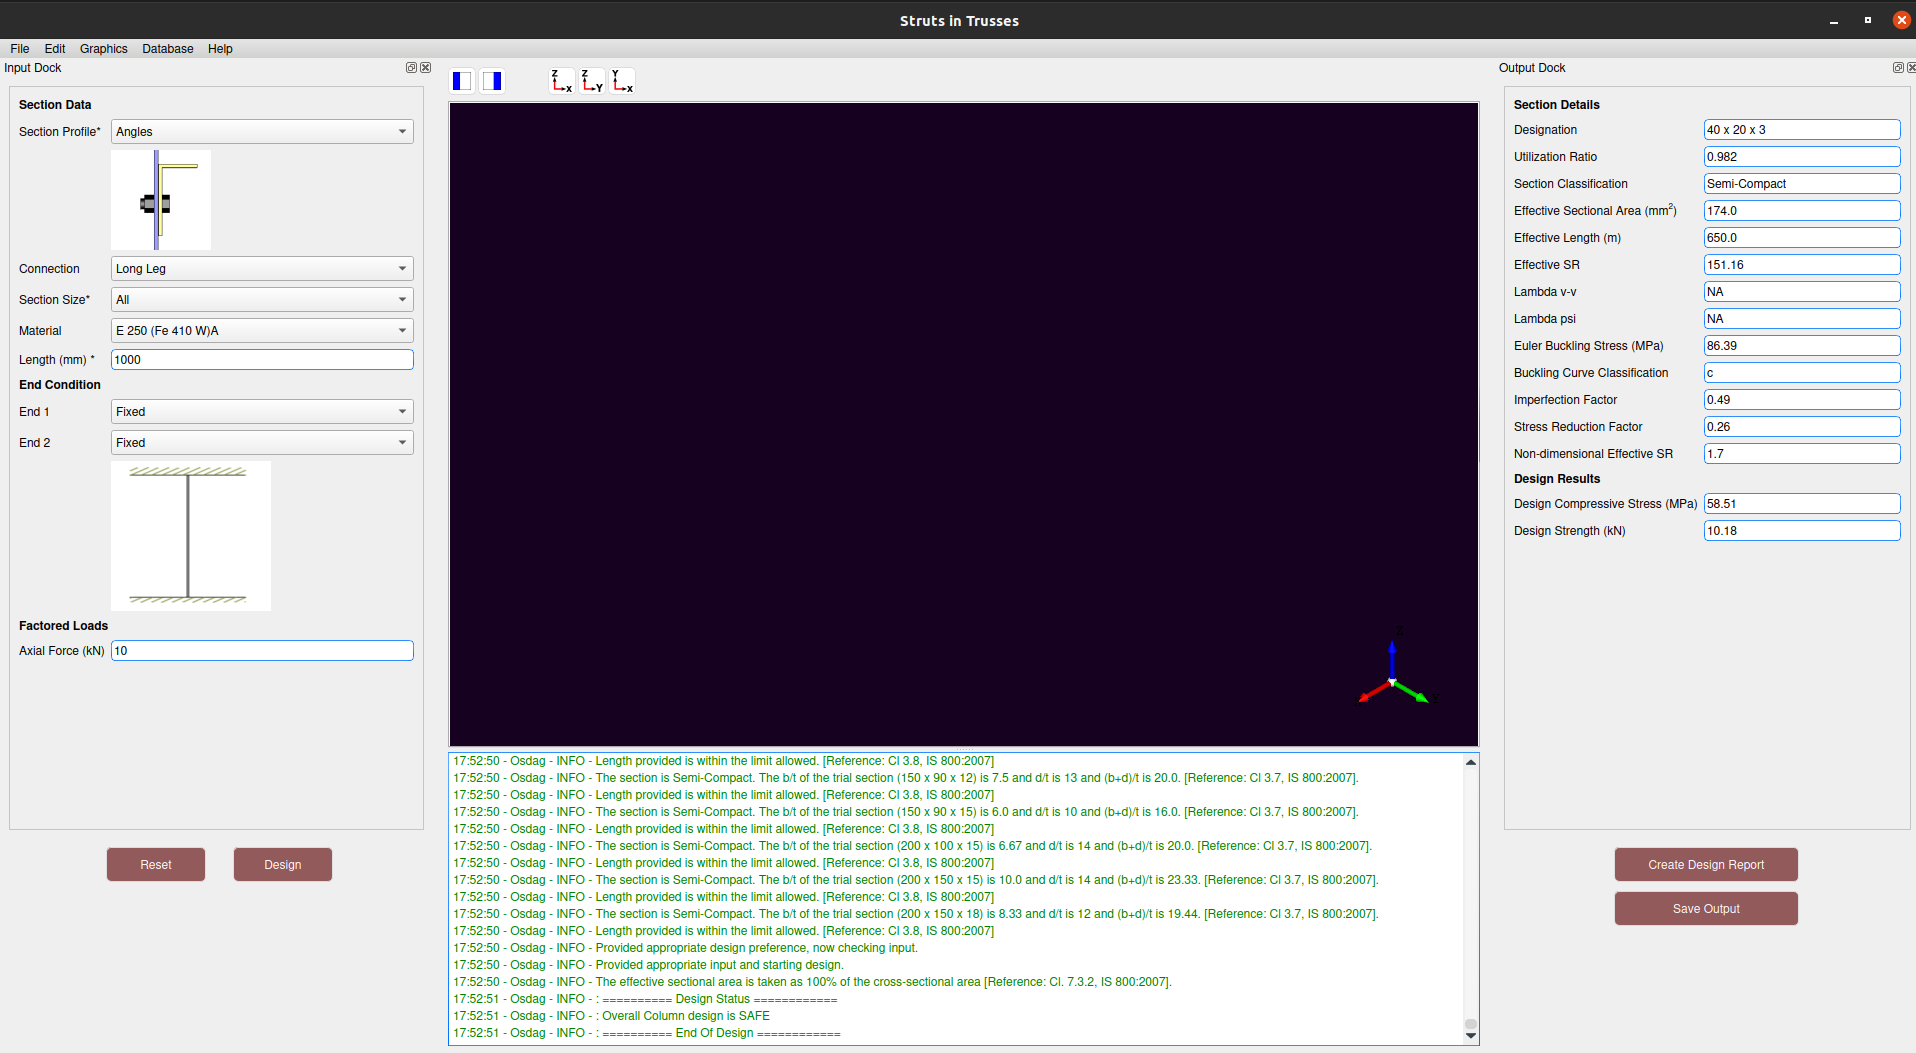 Struts in Trusses
File Edit Graphics Database Help
Input Dock
Section Data
Section Profile* Angles
Connection Long Leg
Section Size* All
Material E 250 (Fe 410 W)A
Length (mm) * 1000
End Condition
End 1 Fixed
End 2 Fixed
Factored Loads
Axial Force (kN) 10
Reset Design
Z X Z Y Y X
Z
17:52:50 - Osdag - INFO - Length provided is within the limit allowed. [Reference: Cl 3.8, IS 800:2007]
17:52:50 - Osdag - INFO - The section is Semi-Compact. The b/t of the trial section (150 x 90 x 12) is 7.5 and d/t is 13 and (b+d)/t is 20.0. [Reference: Cl 3.7, IS 800:2007].
17:52:50 - Osdag - INFO - Length provided is within the limit allowed. [Reference: Cl 3.8, IS 800:2007]
17:52:50 - Osdag - INFO - The section is Semi-Compact. The b/t of the trial section (150 x 90 x 15) is 6.0 and d/t is 10 and (b+d)/t is 16.0. [Reference: Cl 3.7, IS 800:2007].
17:52:50 - Osdag - INFO - Length provided is within the limit allowed. [Reference: Cl 3.8, IS 800:2007]
17:52:50 - Osdag - INFO - The section is Semi-Compact. The b/t of the trial section (200 x 100 x 15) is 6.67 and d/t is 14 and (b+d)/t is 20.0. [Reference: Cl 3.7, IS 800:2007].
17:52:50 - Osdag - INFO - Length provided is within the limit allowed. [Reference: Cl 3.8, IS 800:2007]
17:52:50 - Osdag - INFO - The section is Semi-Compact. The b/t of the trial section (200 x 150 x 15) is 10.0 and d/t is 14 and (b+d)/t is 23.33. [Reference: Cl 3.7, IS 800:2007].
17:52:50 - Osdag - INFO - Length provided is within the limit allowed. [Reference: Cl 3.8, IS 800:2007]
17:52:50 - Osdag - INFO - The section is Semi-Compact. The b/t of the trial section (200 x 150 x 18) is 8.33 and d/t is 12 and (b+d)/t is 19.44. [Reference: Cl 3.7, IS 800:2007].
17:52:50 - Osdag - INFO - Length provided is within the limit allowed. [Reference: Cl 3.8, IS 800:2007]
17:52:50 - Osdag - INFO - Provided appropriate design preference, now checking input.
17:52:50 - Osdag - INFO - Provided appropriate input and starting design.
17:52:50 - Osdag - INFO - The effective sectional area is taken as 100% of the cross-sectional area [Reference: Cl. 7.3.2, IS 800:2007].
17:52:51 - Osdag - INFO - : ========== Design Status ============
17:52:51 - Osdag - INFO - : Overall Column design is SAFE
17:52:51 - Osdag - INFO - : ========== End Of Design ============
Output Dock
Section Details
Designation 40 x 20 x 3
Utilization Ratio 0.982
Section Classification Semi-Compact
Effective Sectional Area (mm²) 174.0
Effective Length (m) 650.0
Effective SR 151.16
Lambda v-v NA
Lambda psi NA
Euler Buckling Stress (MPa) 86.39
Buckling Curve Classification c
Imperfection Factor 0.49
Stress Reduction Factor 0.26
Non-dimensional Effective SR 1.7
Design Results
Design Compressive Stress (MPa) 58.51
Design Strength (kN) 10.18
Create Design Report
Save Output